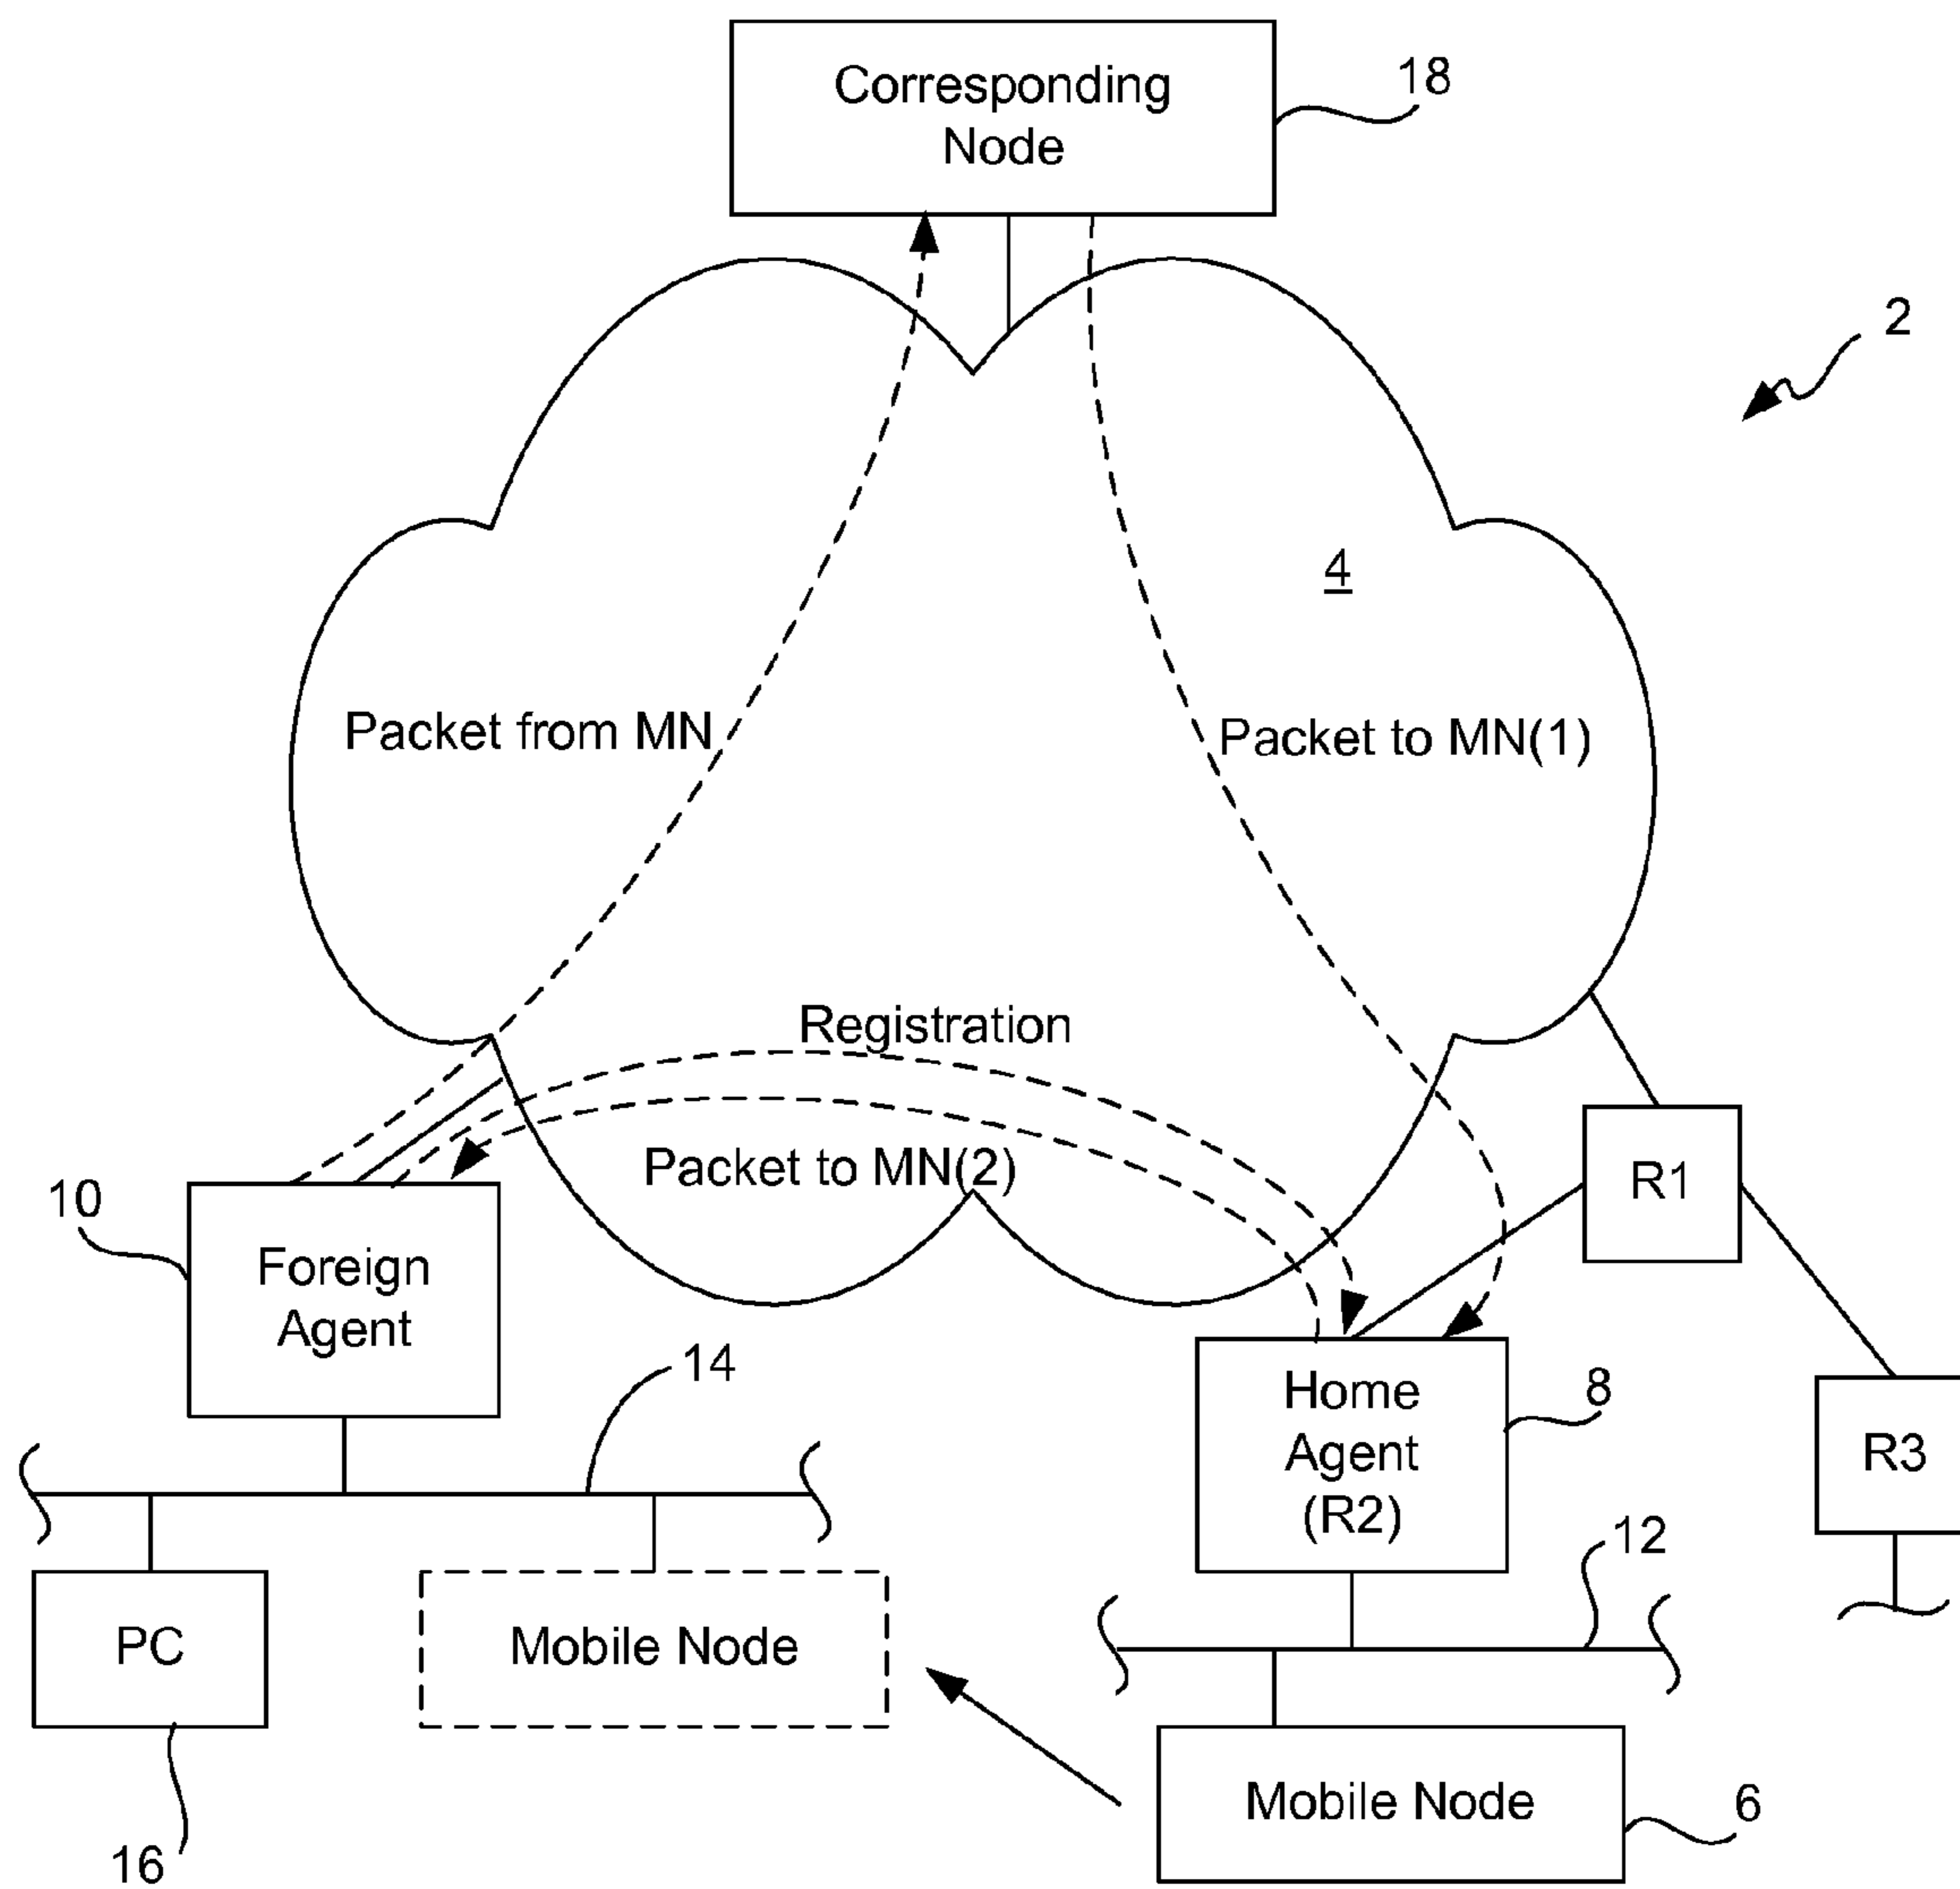 Corresponding
Node
18
2
4
Packet from MN
Packet to MN(1)
Registration
Packet to MN(2)
R1
10
Foreign
Agent
14
Home
Agent
(R2)
8
R3
12
PC
Mobile Node
Mobile Node
6
16